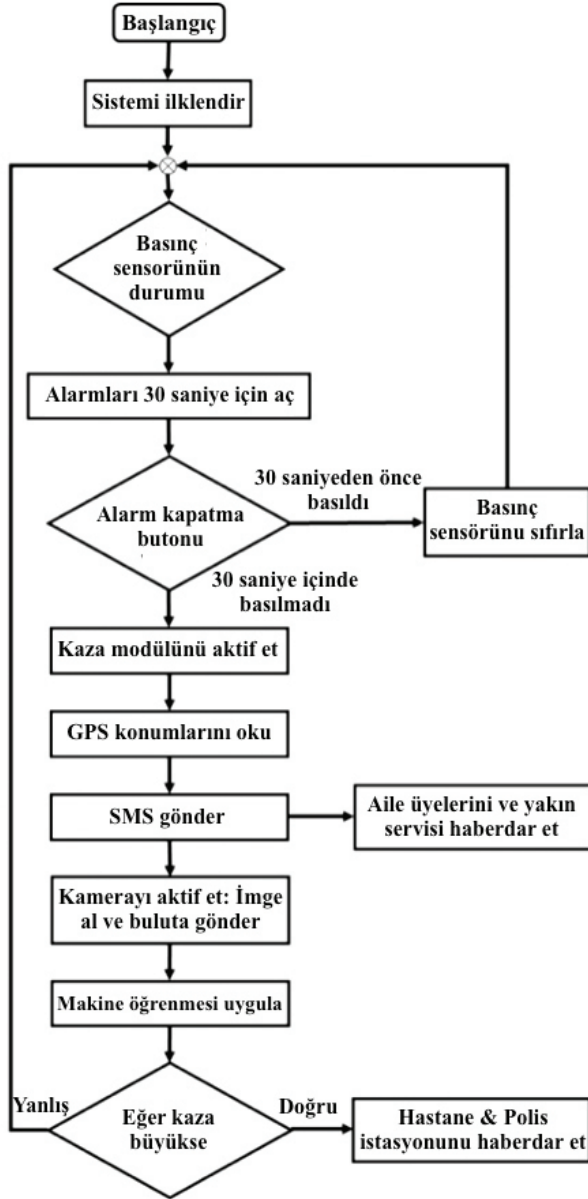 Başlangıç
Sistemi ilklendir
Basınç
sensorünün
durumu
Alarmları 30 saniye için aç
Alarm kapatma
butonu
30 saniyeden önce
basıldı
Basınç
sensörünu sıfırla
30 saniye içinde
basılmadı
Kaza modülünü aktif et
GPS konumlarını oku
SMS gönder
Aile üyelerini ve yakın
servisi haberdar et
Kamerayı aktif et: İmge
al ve buluta gönder
Makine öğrenmesi uygula
Yanlış
Eğer kaza
büyükse
Doğru
Hastane & Polis
istasyonunu haberdar et